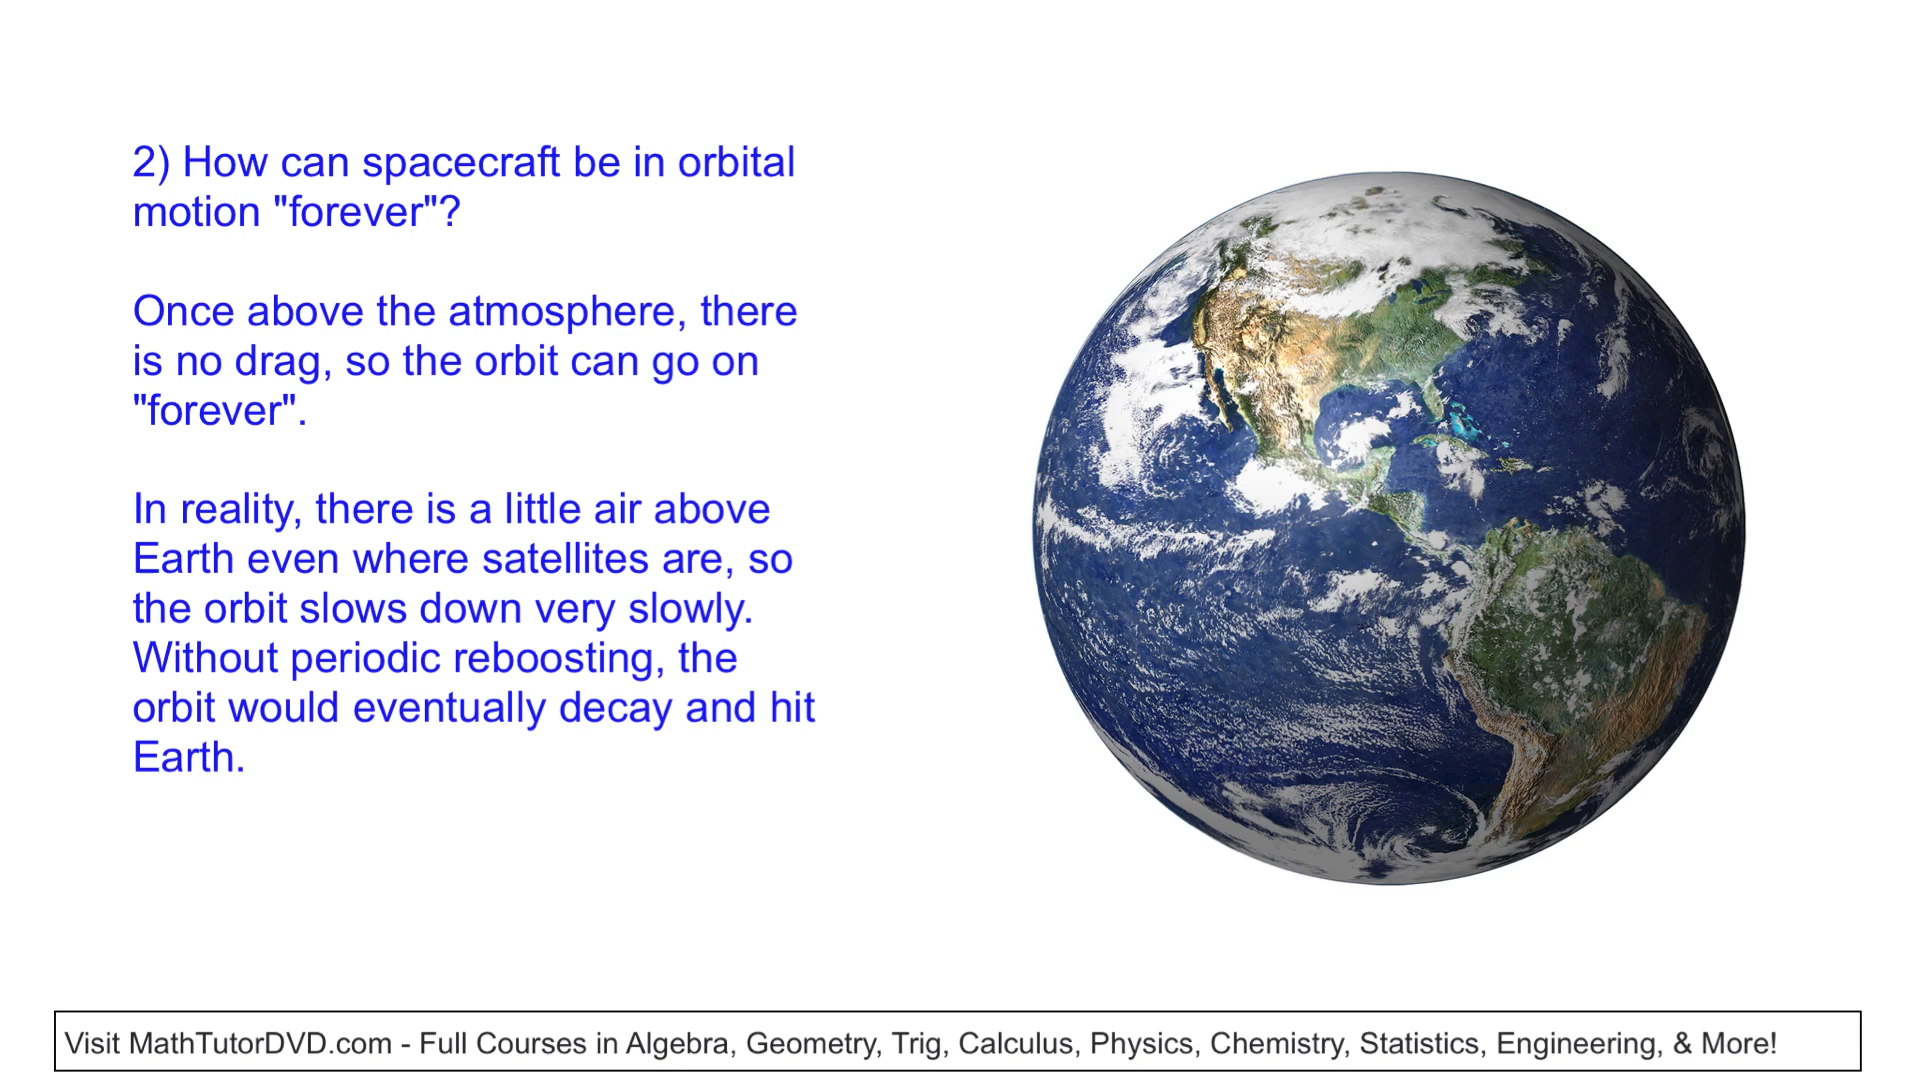 2) How can spacecraft be in orbital
motion "forever"?
Once above the atmosphere, there
is no drag, so the orbit can go on
"forever".
In reality, there is a little air above
Earth even where satellites are, so
the orbit slows down very slowly.
Without periodic reboosting, the
orbit would eventually decay and hit
Earth.
Visit MathTutorDVD.com - Full Courses in Algebra, Geometry, Trig, Calculus, Physics, Chemistry, Statistics, Engineering, & More!